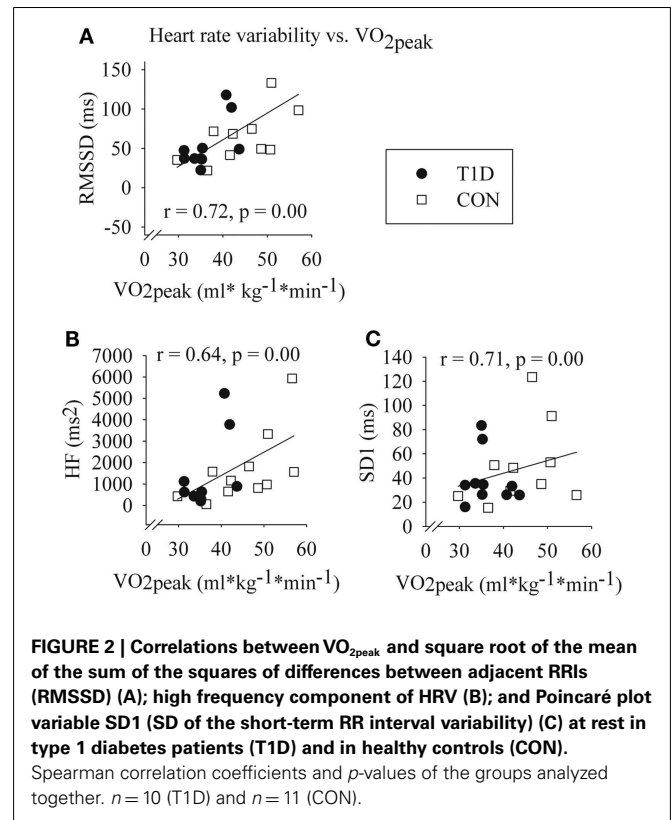 A
Heart rate variability vs. VO2peak
150
100
50
0
-50
RMSSD (ms)
r = 0.72, p = 0.00
0 30 40 50 60
VO2peak (ml* kg-1*min-1)
T1D
CON
B
r = 0.64, p = 0.00
7000
6000
5000
4000
3000
2000
1000
0
HF (ms2)
0 30 40 50 60
VO2peak (ml*kg-1*min-1)
C
r = 0.71, p = 0.00
140
120
100
80
60
40
20
0
SD1 (ms)
0 30 40 50 60
VO2peak (ml*kg-1*min-1)
FIGURE 2 | Correlations between VO2peak and square root of the mean
of the sum of the squares of differences between adjacent RRIs
(RMSSD) (A); high frequency component of HRV (B); and Poincaré plot
variable SD1 (SD of the short-term RR interval variability) (C) at rest in
type 1 diabetes patients (T1D) and in healthy controls (CON).
Spearman correlation coefficients and p-values of the groups analyzed
together. n = 10 (T1D) and n = 11 (CON).